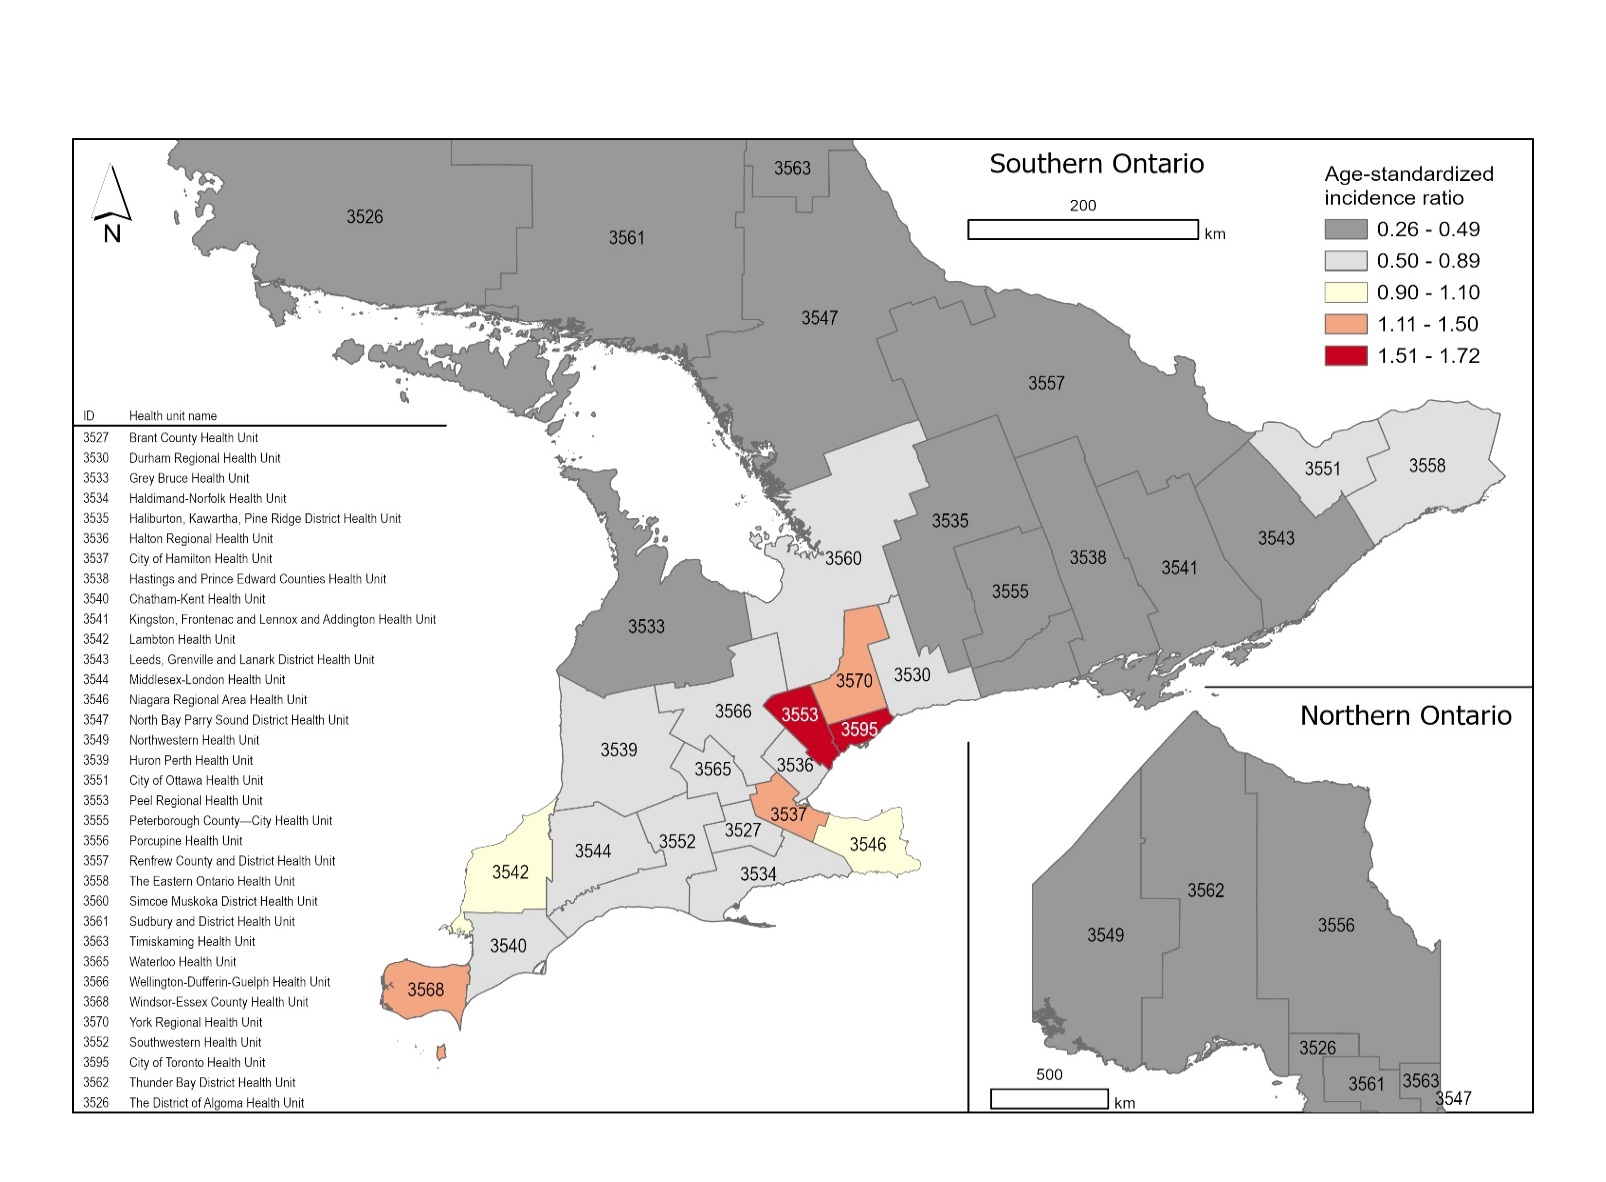 Southern Ontario
200
km
N
Age-standardized
incidence ratio
0.26 - 0.49
0.50 - 0.89
0.90 - 1.10
1.11 - 1.50
1.51 - 1.72
3563
3526
3561
3547
3557
3551
3558
3535
3543
3560
3538
3541
3555
3533
3570
3530
3566
3553
3595
3539
3565
3536
3537
3527
3552
3546
3544
3542
3534
3540
3568
ID Health unit name
3527 Brant County Health Unit
3530 Durham Regional Health Unit
3533 Grey Bruce Health Unit
3534 Haldimand-Norfolk Health Unit
3535 Haliburton, Kawartha, Pine Ridge District Health Unit
3536 Halton Regional Health Unit
3537 City of Hamilton Health Unit
3538 Hastings and Prince Edward Counties Health Unit
3540 Chatham-Kent Health Unit
3541 Kingston, Frontenac and Lennox and Addington Health Unit
3542 Lambton Health Unit
3543 Leeds, Grenville and Lanark District Health Unit
3544 Middlesex-London Health Unit
3546 Niagara Regional Area Health Unit
3547 North Bay Parry Sound District Health Unit
3549 Northwestern Health Unit
3539 Huron Perth Health Unit
3551 City of Ottawa Health Unit
3553 Peel Regional Health Unit
3555 Peterborough County—City Health Unit
3556 Porcupine Health Unit
3557 Renfrew County and District Health Unit
3558 The Eastern Ontario Health Unit
3560 Simcoe Muskoka District Health Unit
3561 Sudbury and District Health Unit
3563 Timiskaming Health Unit
3565 Waterloo Health Unit
3566 Wellington-Dufferin-Guelph Health Unit
3568 Windsor-Essex County Health Unit
3570 York Regional Health Unit
3552 Southwestern Health Unit
3595 City of Toronto Health Unit
3562 Thunder Bay District Health Unit
3526 The District of Algoma Health Unit
Northern Ontario
3562
3556
3549
3526
3561
3563
3547
500
km